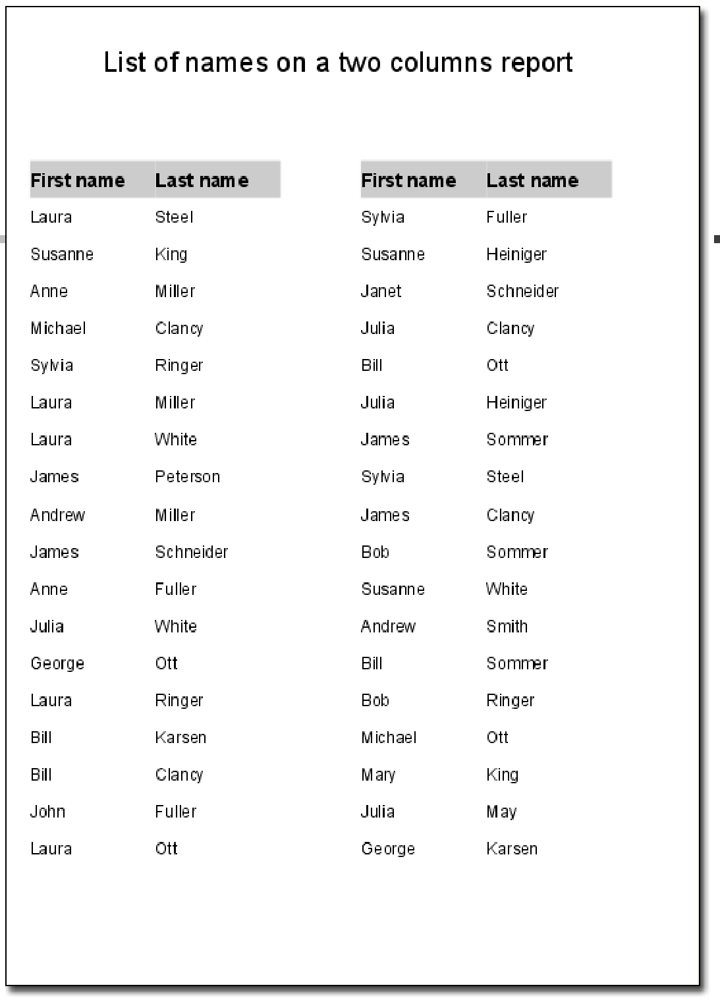 List of names on a two columns report
First name Last name
Laura Steel
Susanne King
Anne Miller
Michael Clancy
Sylvia Ringer
Laura Miller
Laura White
James Peterson
Andrew Miller
James Schneider
Anne Fuller
Julia White
George Ott
Laura Ringer
Bill Karsen
Bill Clancy
John Fuller
Laura Ott
First name Last name
Sylvia Fuller
Susanne Heiniger
Janet Schneider
Julia Clancy
Bill Ott
Julia Heiniger
James Sommer
Sylvia Steel
James Clancy
Bob Sommer
Susanne White
Andrew Smith
Bill Sommer
Bob Ringer
Michael Ott
Mary King
Julia May
George Karsen